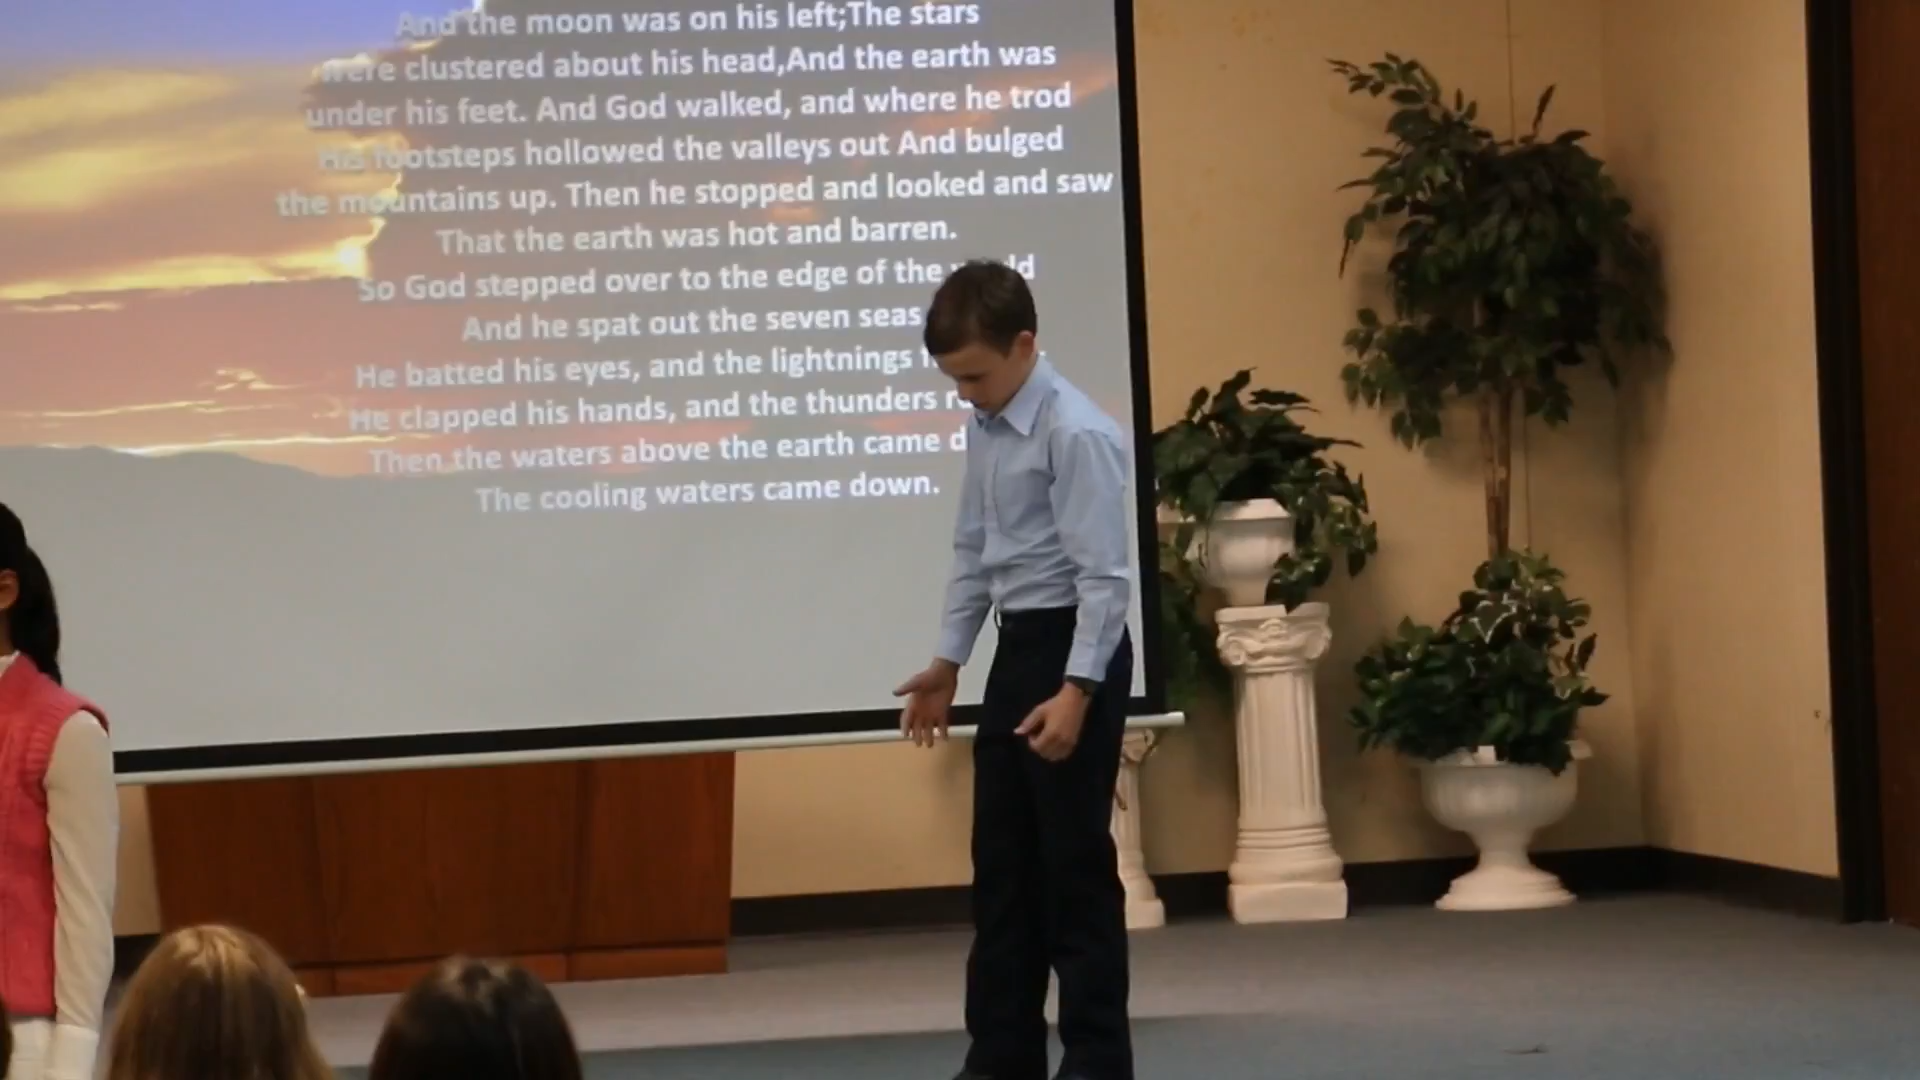 And the moon was on his left;The stars
were clustered about his head,And the earth was
under his feet. And God walked, and where he trod
His footsteps hollowed the valleys out And bulged
the mountains up. Then he stopped and looked and saw
That the earth was hot and barren.
So God stepped over to the edge of the
And he spat out the seven seas
He batted his eyes, and the lightnings
He clapped his hands, and the thunders
Then the waters above the earth came
The cooling waters came down.